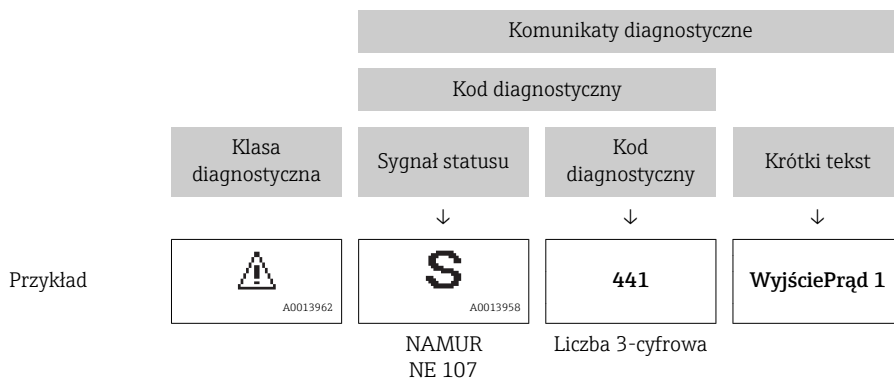 Komunikaty diagnostyczne
Kod diagnostyczny
Klasa
diagnostyczna
Sygnał statusu
Kod
diagnostyczny
Krótki tekst
↓ ↓ ↓
Przykład
A0013962
S
A0013958
441
WyjściePrąd 1
NAMUR
NE 107
Liczba 3-cyfrowa